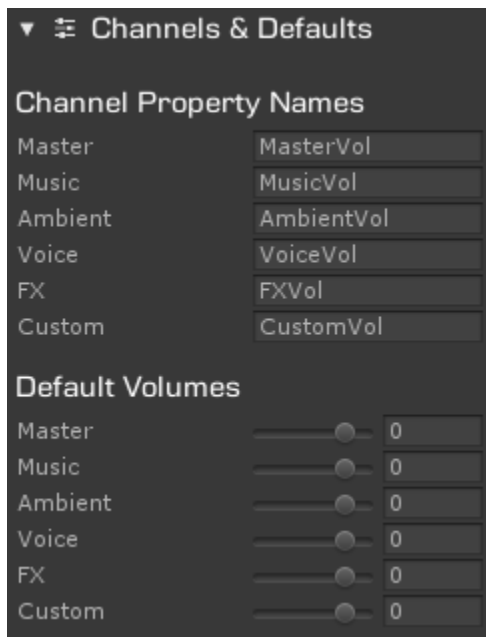 Channels & Defaults
Channel Property Names
Master MasterVol
Music MusicVol
Ambient AmbientVol
Voice VoiceVol
FX FXVol
Custom CustomVol
Default Volumes
Master 0
Music 0
Ambient 0
Voice 0
FX 0
Custom 0